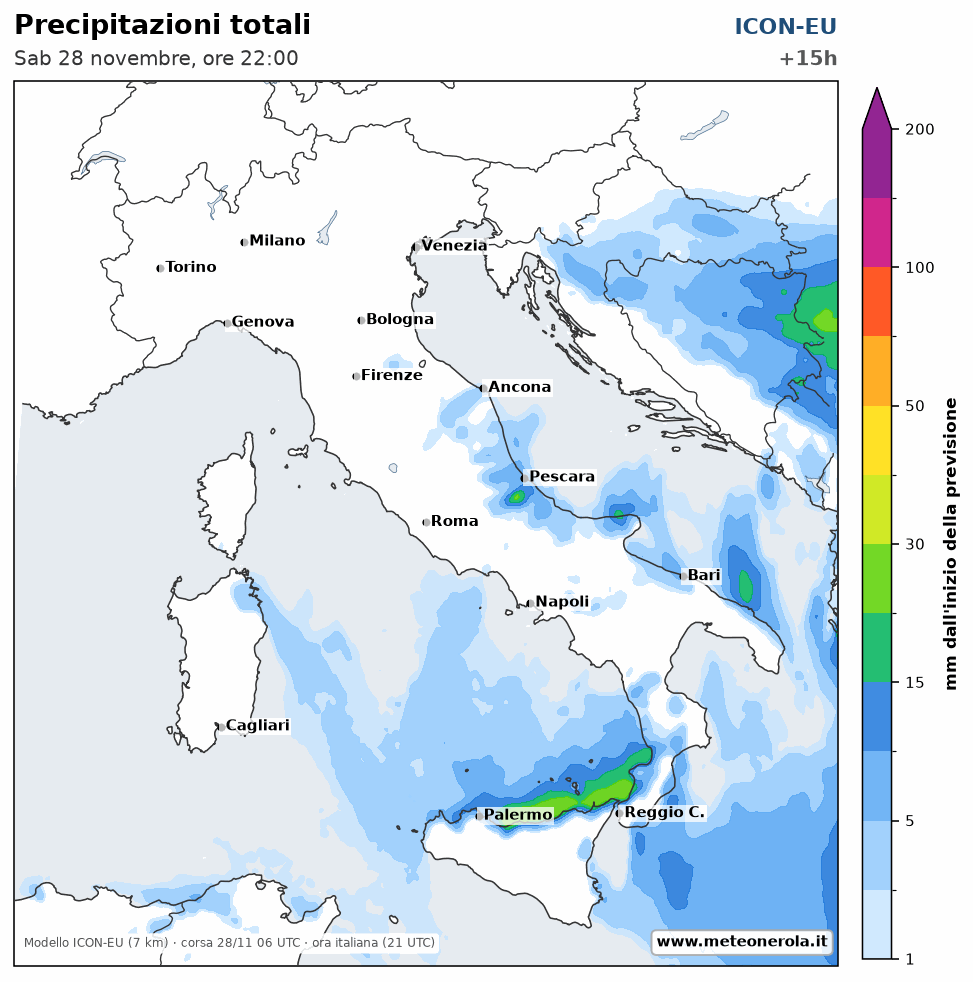 Precipitazioni totali
ICON-EU
Sab 28 novembre, ore 22:00
+15h
200
100
50
30
15
5
1
mm dall'inizio della previsione
Milano
Venezia
Torino
Genova
Bologna
Firenze
Ancona
Pescara
Roma
Bari
Napoli
Cagliari
Palermo
Reggio C.
Modello ICON-EU (7 km) · corsa 28/11 06 UTC · ora italiana (21 UTC)
www.meteonerola.it